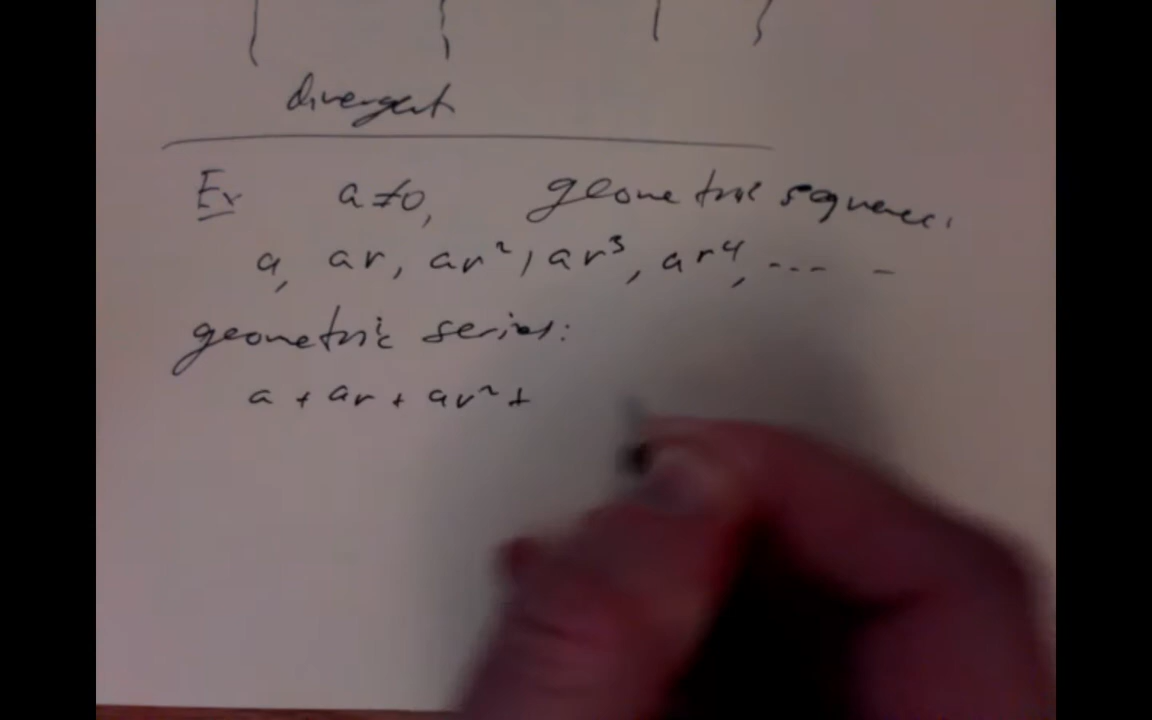 divergent
Ex a≠0, geometric sequence:
a, ar, ar², ar³, ar⁴, ... -
geometric series:
a + ar + ar² +